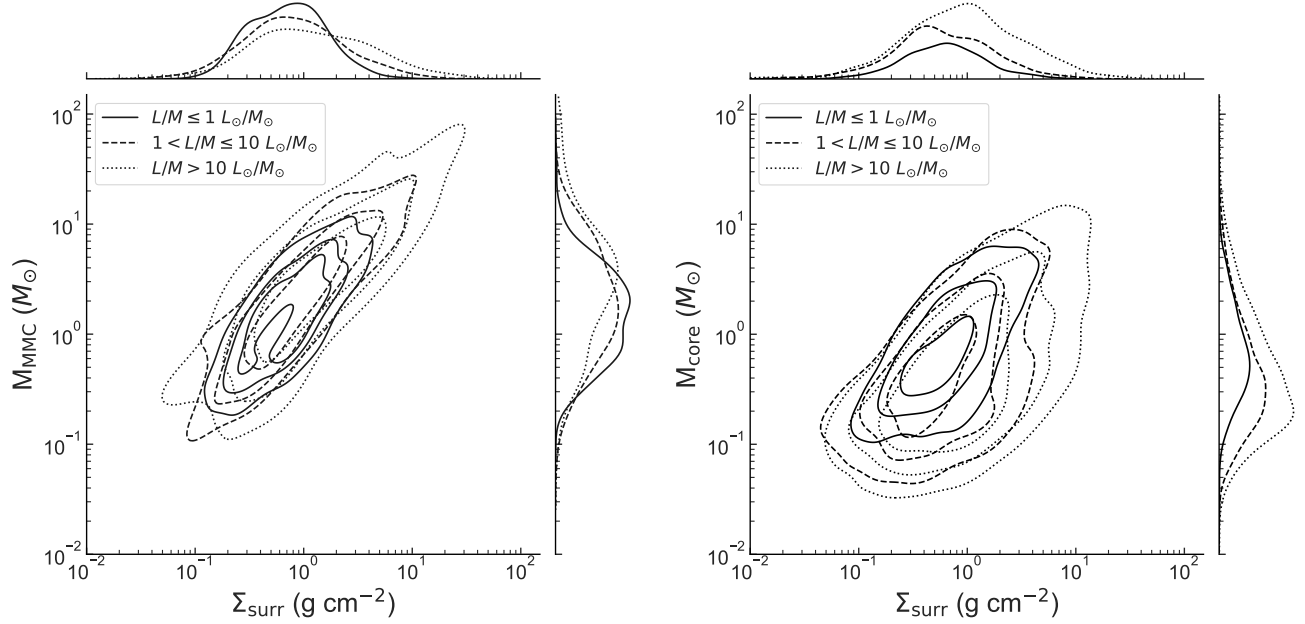 L/M ≤ 1 L⊙/M⊙
1 < L/M ≤ 10 L⊙/M⊙
L/M > 10 L⊙/M⊙
10²
10¹
10⁰
10⁻¹
10⁻²
M_MMC (M⊙)
10⁻² 10⁻¹ 10⁰ 10¹ 10²
Σ_surr (g cm⁻²)
L/M ≤ 1 L⊙/M⊙
1 < L/M ≤ 10 L⊙/M⊙
L/M > 10 L⊙/M⊙
10²
10¹
10⁰
10⁻¹
10⁻²
M_core (M⊙)
10⁻² 10⁻¹ 10⁰ 10¹ 10²
Σ_surr (g cm⁻²)